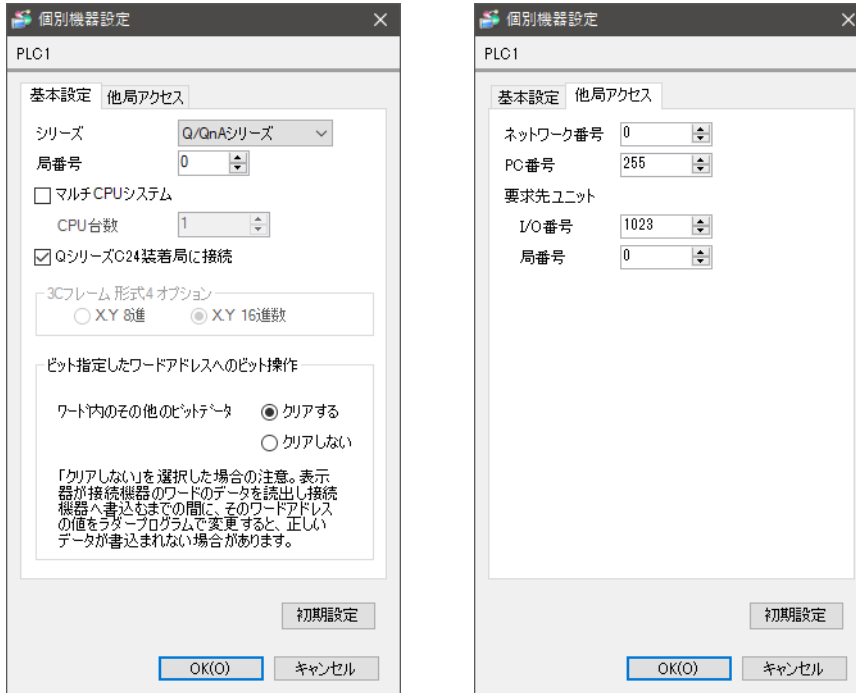 個別機器設定
PLC1
基本設定 他局アクセス
シリーズ Q/QnAシリーズ
局番号 0
マルチCPUシステム
CPU台数 1
QシリーズC24装着局に接続
3Cフレーム 形式4 オプション
X.Y 8進 X.Y 16進数
ビット指定したワードアドレスへのビット操作
ワード内のその他のビットデータ クリアする
クリアしない
「クリアしない」を選択した場合の注意。表示
器が接続機器のワードのデータを読出し接続
機器へ書込むまでの間に、そのワードアドレス
の値をラダープログラムで変更すると、正しい
データが書込まれない場合があります。
初期設定
OK(O) キャンセル
個別機器設定
PLC1
基本設定 他局アクセス
ネットワーク番号 0
PC番号 255
要求先ユニット
I/O番号 1023
局番号 0
初期設定
OK(O) キャンセル